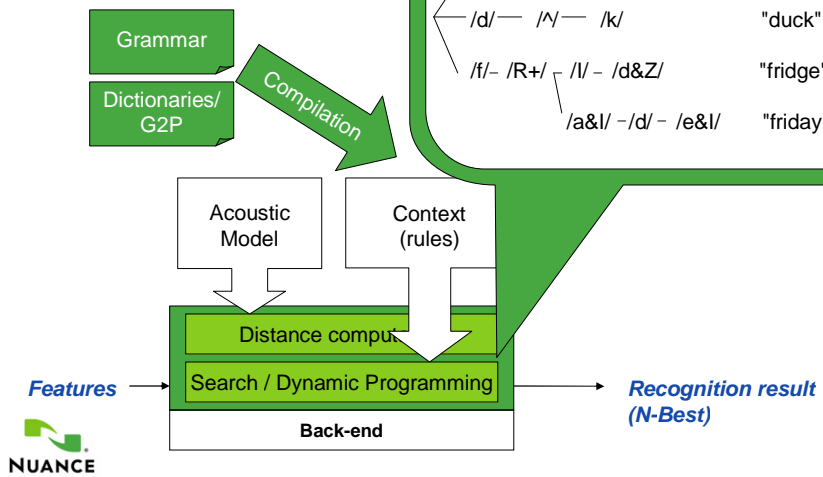 /d/ /^/ /k/ "duck"
Grammar
/f/ /R+/ /I/ /d&Z/ "fridge"
Dictionaries/
G2P
Compilation
/a&I/ /d/ /e&I/ "friday
Acoustic
Model
Context
(rules)
Distance comput
Search / Dynamic Programming
Features
Recognition result
(N-Best)
Back-end
NUANCE